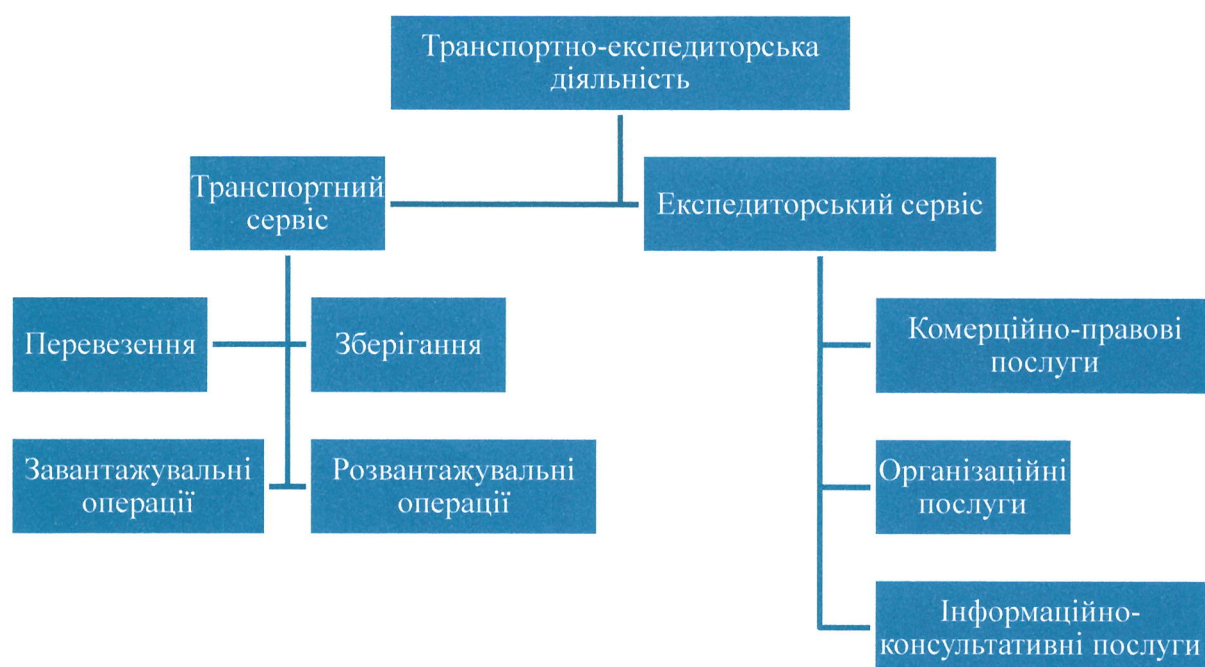 Транспортно-експедиторська
діяльність
Транспортний
сервіс
Експедиторський сервіс
Перевезення
Зберігання
Завантажувальні
операції
Розвантажувальні
операції
Комерційно-правові
послуги
Організаційні
послуги
Інформаційно-
консультативні послуги